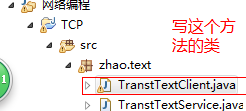 网络编程
TCP
src
zhao.text
TranstTextClient.java
TranstTextService.java
写这个方法的类
1